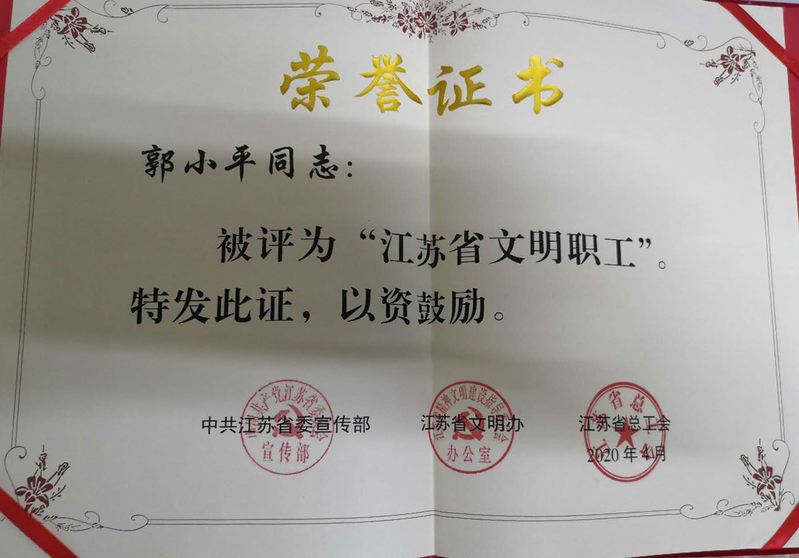 荣誉证书
郭小平同志：
被评为“江苏省文明职工”。
特发此证，以资鼓励。
中共江苏省委宣传部
江苏省文明办
江苏省总工会
2020年4月
宣传部
办公室